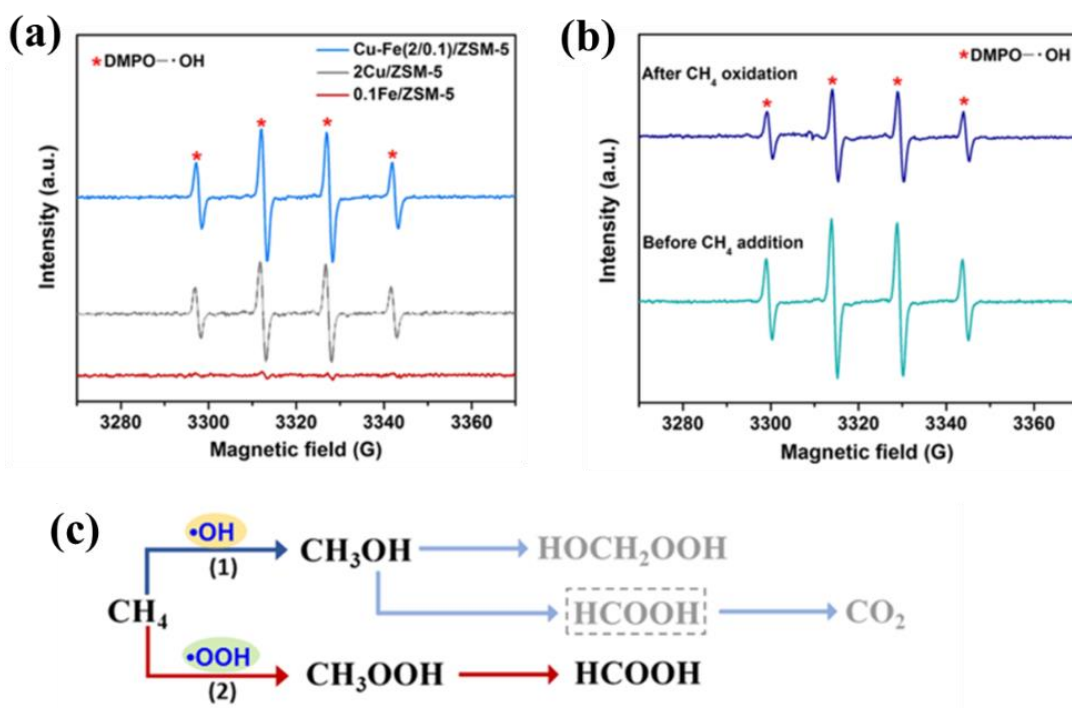 (a)
* DMPO—·OH
Cu-Fe(2/0.1)/ZSM-5
2Cu/ZSM-5
0.1Fe/ZSM-5
* * * *
Intensity (a.u.)
3280 3300 3320 3340 3360
Magnetic field (G)
(b)
* DMPO—·OH
After CH₄ oxidation
* * * *
Before CH₄ addition
Intensity (a.u.)
3280 3300 3320 3340 3360
Magnetic field (G)
(c)
•OH
(1)
CH₃OH
HOCH₂OOH
CH₄
HCOOH
CO₂
•OOH
(2)
CH₃OOH
HCOOH